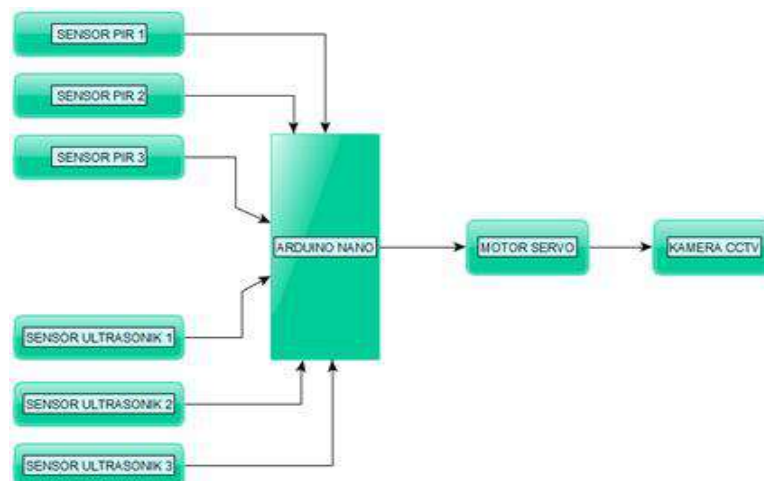 SENSOR PIR 1
SENSOR PIR 2
SENSOR PIR 3
ARDUINO NANO
MOTOR SERVO
KAMERA CCTV
SENSOR ULTRASONIK 1
SENSOR ULTRASONIK 2
SENSOR ULTRASONIK 3